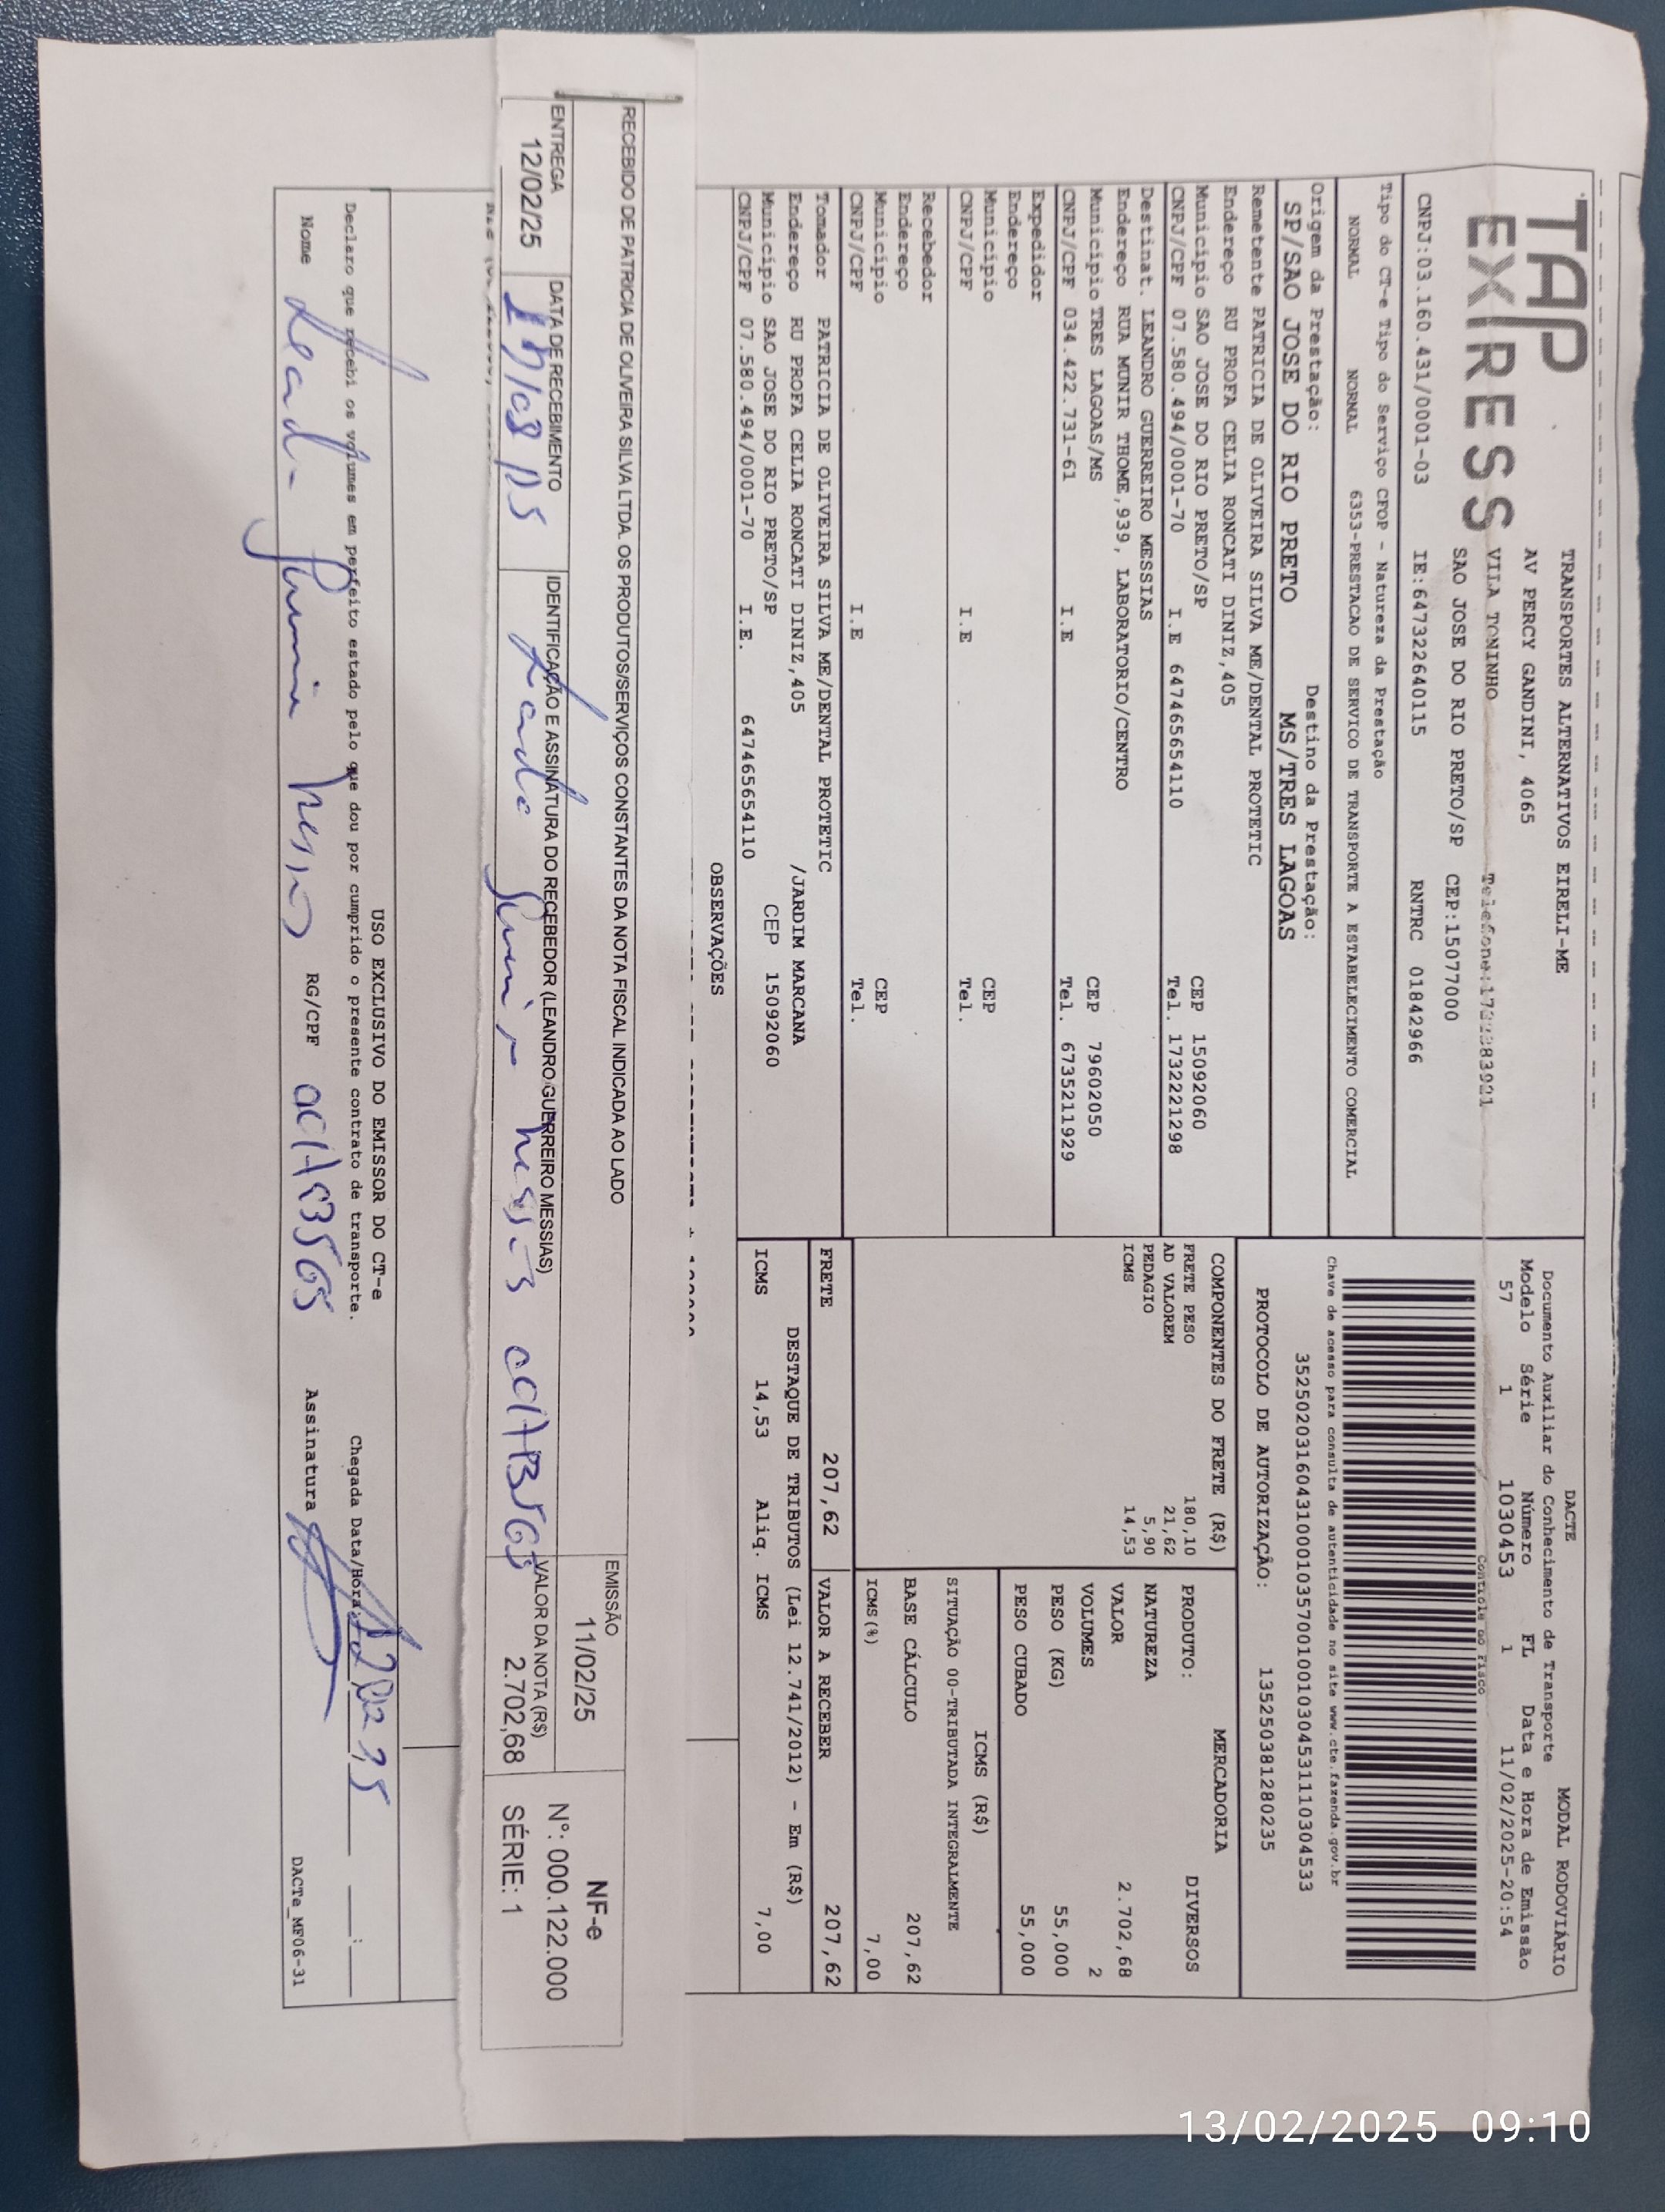 TAP
EXPRESS
TRANSPORTES ALTERNATIVOS EIRELI-ME
AV PERCY GANDINI, 4065
VILA TONINHO
SAO JOSE DO RIO PRETO/SP CEP:15077000
CNPJ:03.160.431/0001-03 IE:647322640115 RNTRC 01842966
Tipo do CT-e Tipo do Serviço CFOP - Natureza da Prestação
NORMAL NORMAL 6353-PRESTACAO DE SERVICO DE TRANSPORTE A ESTABELECIMENTO COMERCIAL
Origem da Prestação: Destino da Prestação:
SP/SAO JOSE DO RIO PRETO MS/TRES LAGOAS
DACTE MODAL RODOVIÁRIO
Documento Auxiliar do Conhecimento de Transporte
Modelo Série Número FL Data e Hora de Emissão
57 1 1030453 1 11/02/2025-20:54
Controle do Fisco
Chave de acesso para consulta de autenticidade no site www.cte.fazenda.gov.br
35250203160431000103570010010304531110304533
PROTOCOLO DE AUTORIZAÇÃO: 135250381280235
Remetente PATRICIA DE OLIVEIRA SILVA ME/DENTAL PROTETIC
Endereço RU PROFA CELIA RONCATI DINIZ,405
Município SAO JOSE DO RIO PRETO/SP CEP 15092060
CNPJ/CPF 07.580.494/0001-70 I.E 647465654110 Tel. 1732221298
Destinat. LEANDRO GUERREIRO MESSIAS
Endereço RUA MUNIR THOME,939, LABORATORIO/CENTRO
Município TRES LAGOAS/MS CEP 79602050
CNPJ/CPF 034.422.731-61 I.E Tel. 6735211929
Expedidor
Endereço
Município CEP
CNPJ/CPF I.E Tel.
Recebedor
Endereço
Município CEP
CNPJ/CPF I.E Tel.
Tomador PATRICIA DE OLIVEIRA SILVA ME/DENTAL PROTETIC
Endereço RU PROFA CELIA RONCATI DINIZ,405 /JARDIM MARCIANA
Município SAO JOSE DO RIO PRETO/SP CEP 15092060
CNPJ/CPF 07.580.494/0001-70 I.E. 647465654110
COMPONENTES DO FRETE (R$)
FRETE PESO 180,10
AD VALOREM 21,62
PEDAGIO 5,90
ICMS 14,53
MERCADORIA
PRODUTO: DIVERSOS
NATUREZA
VALOR 2.702,68
VOLUMES 2
PESO (KG) 55,000
PESO CUBADO 55,000
ICMS (R$)
SITUAÇÃO 00-TRIBUTADA INTEGRALMENTE
BASE CÁLCULO 207,62
ICMS(%) 7,00
FRETE 207,62 VALOR A RECEBER 207,62
DESTAQUE DE TRIBUTOS (Lei 12.741/2012) - Em (R$)
ICMS 14,53 Aliq. ICMS 7,00
OBSERVAÇÕES
RECEBIDO DE PATRICIA DE OLIVEIRA SILVA LTDA. OS PRODUTOS/SERVIÇOS CONSTANTES DA NOTA FISCAL INDICADA AO LADO
EMISSÃO
11/02/25
NF-e
Nº: 000.122.000
SÉRIE: 1
ENTREGA
12/02/25
DATA DE RECEBIMENTO
IDENTIFICAÇÃO E ASSINATURA DO RECEBEDOR (LEANDRO GUERREIRO MESSIAS)
VALOR DA NOTA (R$)
2.702,68
USO EXCLUSIVO DO EMISSOR DO CT-e
Declaro que recebi os volumes em perfeito estado pelo que dou por cumprido o presente contrato de transporte. Chegada Data/Hora:
Nome RG/CPF Assinatura
DACTe_MF06-31
13/02/2025 09:10